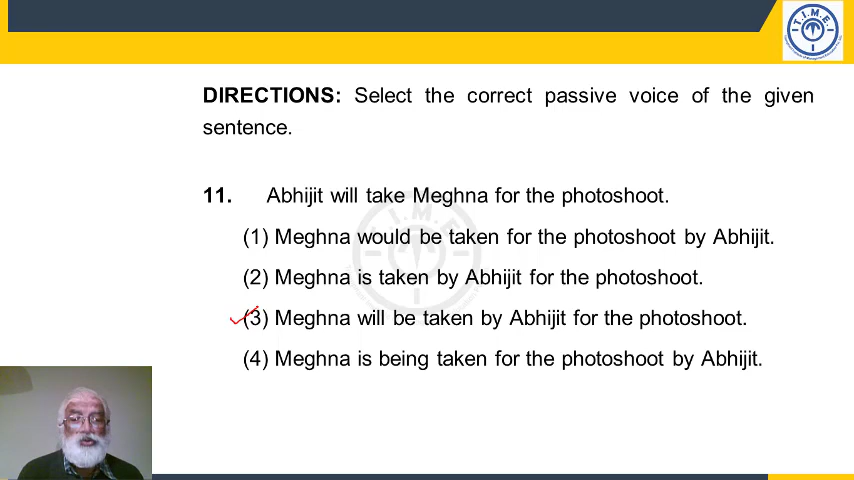 T.I.M.E.
DIRECTIONS: Select the correct passive voice of the given
sentence.
11. Abhijit will take Meghna for the photoshoot.
(1) Meghna would be taken for the photoshoot by Abhijit.
(2) Meghna is taken by Abhijit for the photoshoot.
(3) Meghna will be taken by Abhijit for the photoshoot.
(4) Meghna is being taken for the photoshoot by Abhijit.